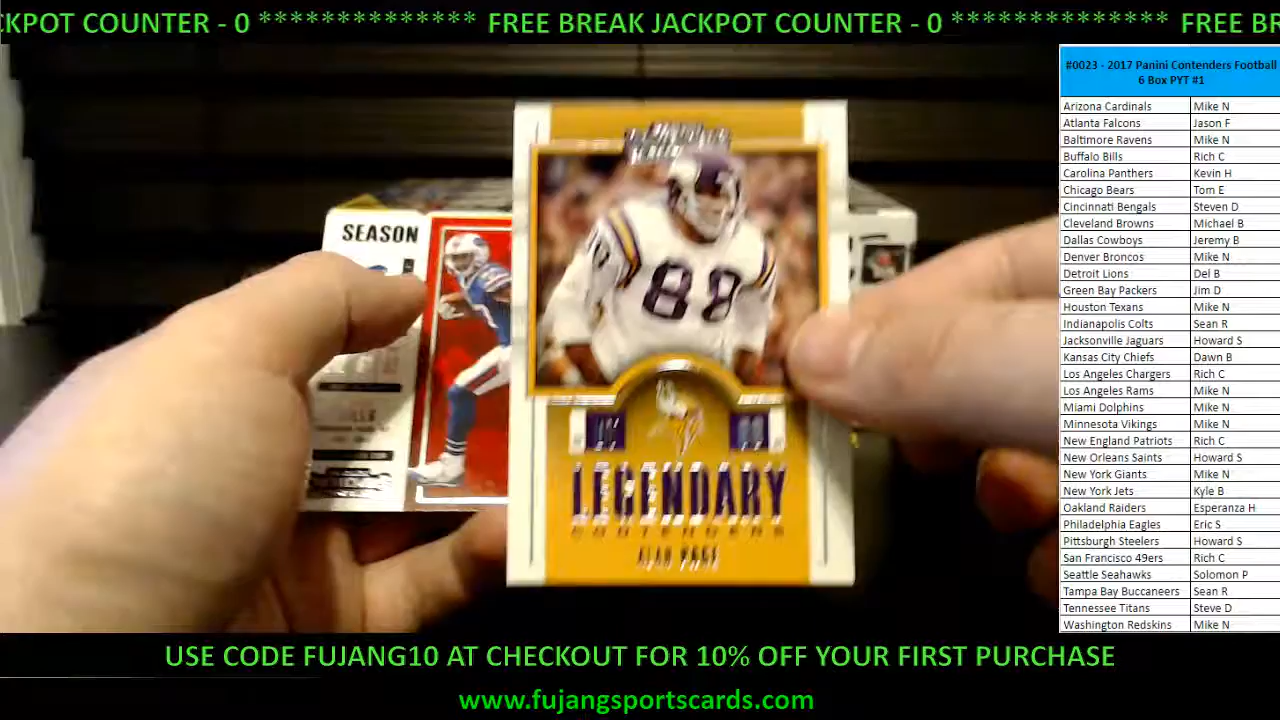 KPOT COUNTER - 0 ************** FREE BREAK JACKPOT COUNTER - 0 ************** FREE BR
#0023 - 2017 Panini Contenders Football
6 Box PYT #1
Arizona Cardinals Mike N
Atlanta Falcons Jason F
Baltimore Ravens Mike N
Buffalo Bills Rich C
Carolina Panthers Kevin H
Chicago Bears Tom E
Cincinnati Bengals Steven D
Cleveland Browns Michael B
Dallas Cowboys Jeremy B
Denver Broncos Mike N
Detroit Lions Del B
Green Bay Packers Jim D
Houston Texans Mike N
Indianapolis Colts Sean R
Jacksonville Jaguars Howard S
Kansas City Chiefs Dawn B
Los Angeles Chargers Rich C
Los Angeles Rams Mike N
Miami Dolphins Mike N
Minnesota Vikings Mike N
New England Patriots Rich C
New Orleans Saints Howard S
New York Giants Mike N
New York Jets Kyle B
Oakland Raiders Esperanza H
Philadelphia Eagles Eric S
Pittsburgh Steelers Howard S
San Francisco 49ers Rich C
Seattle Seahawks Solomon P
Tampa Bay Buccaneers Sean R
Tennessee Titans Steve D
Washington Redskins Mike N
SEASON
88
LEGENDARY
CONTENDERS
ALAN PAGE
USE CODE FUJANG10 AT CHECKOUT FOR 10% OFF YOUR FIRST PURCHASE
www.fujangsportscards.com